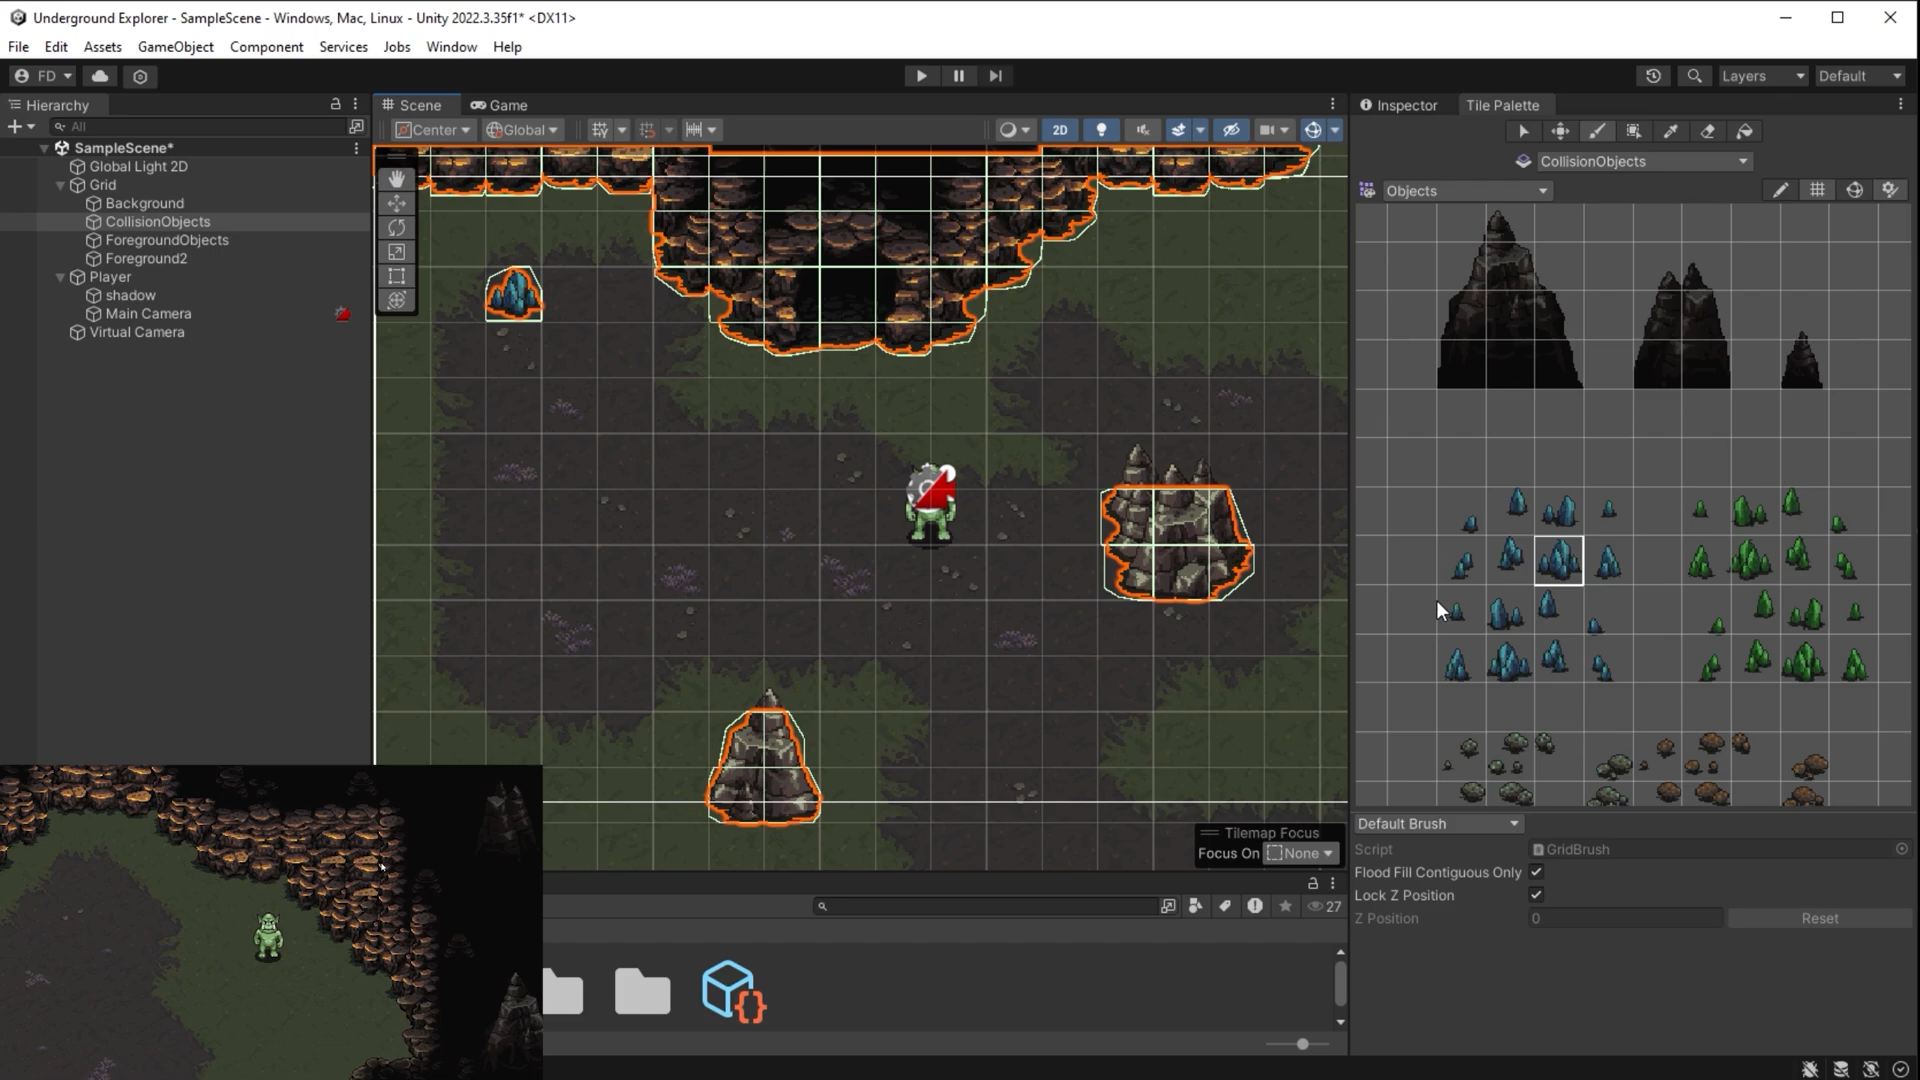 Underground Explorer - SampleScene - Windows, Mac, Linux - Unity 2022.3.35f1* <DX11>
File Edit Assets GameObject Component Services Jobs Window Help
FD
Layers
Default
Hierarchy
All
SampleScene*
Global Light 2D
Grid
Background
CollisionObjects
ForegroundObjects
Foreground2
Player
shadow
Main Camera
Virtual Camera
Scene
Game
Center
Global
2D
Tilemap Focus
Focus On
None
27
Inspector
Tile Palette
CollisionObjects
Objects
Default Brush
Script
GridBrush
Flood Fill Contiguous Only
Lock Z Position
Z Position
0
Reset